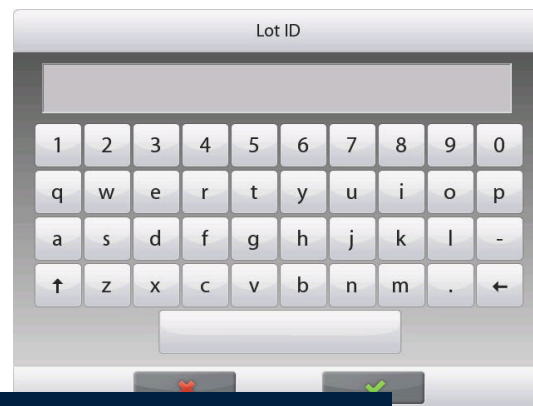 Lot ID
1 2 3 4 5 6 7 8 9 0
q w e r t y u i o p
a s d f g h j k l -
↑ z x c v b n m . ←